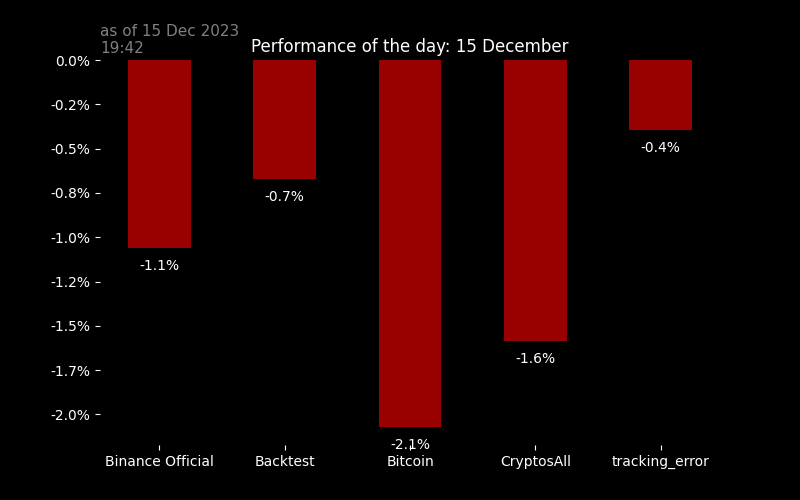 as of 15 Dec 2023
19:42
Performance of the day: 15 December
0.0%
-0.2%
-0.5%
-0.8%
-1.0%
-1.2%
-1.5%
-1.7%
-2.0%
-1.1%
-0.7%
-2.1%
-1.6%
-0.4%
Binance Official
Backtest
Bitcoin
CryptosAll
tracking_error